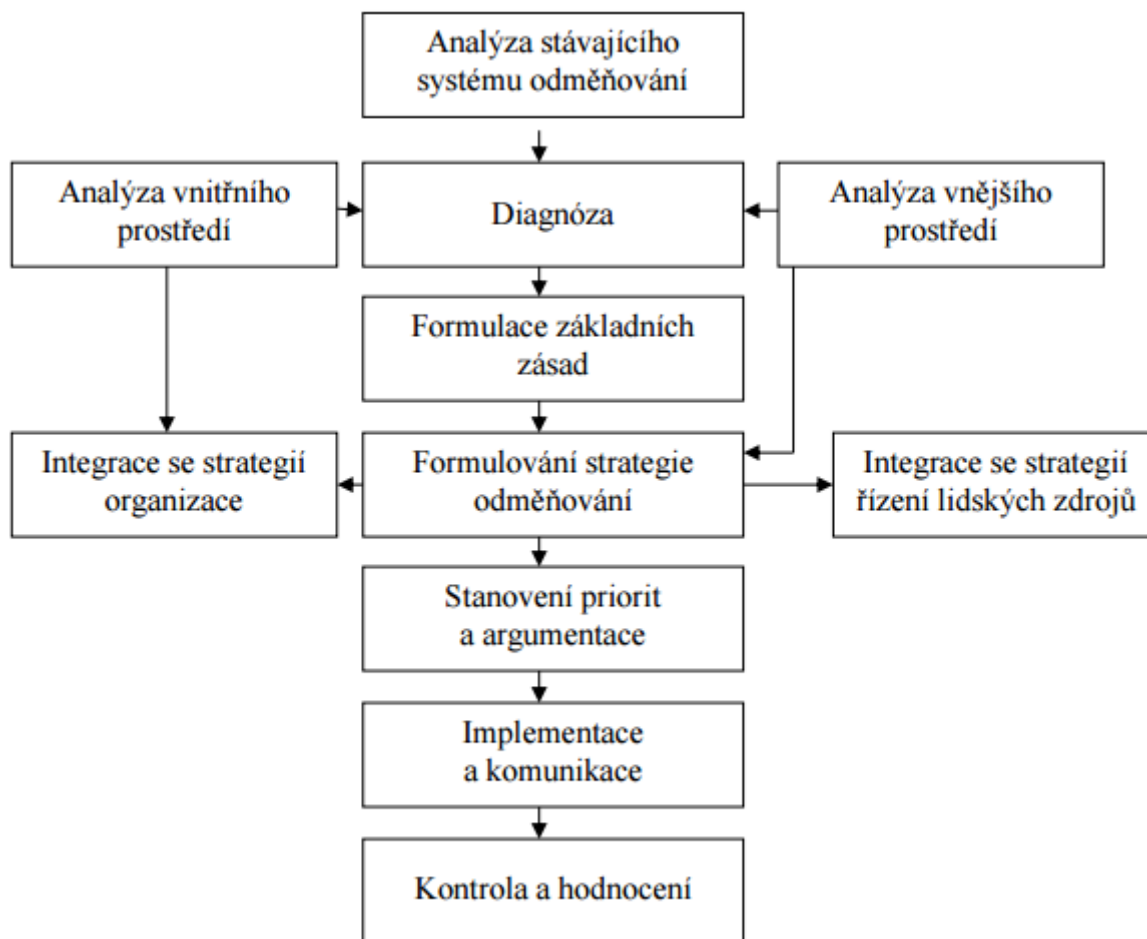 Analýza stávajícího
systému odměňování
Analýza vnitřního
prostředí
Diagnóza
Analýza vnějšího
prostředí
Formulace základních
zásad
Integrace se strategií
organizace
Formulování strategie
odměňování
Integrace se strategií
řízení lidských zdrojů
Stanovení priorit
a argumentace
Implementace
a komunikace
Kontrola a hodnocení